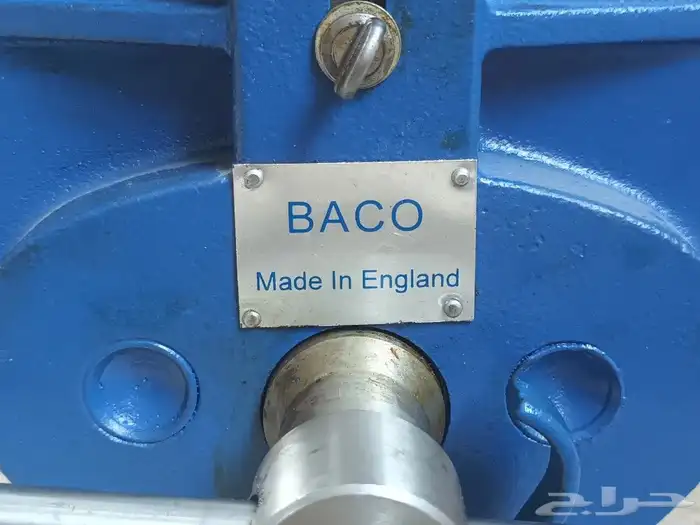 BACO
Made In England
حراج